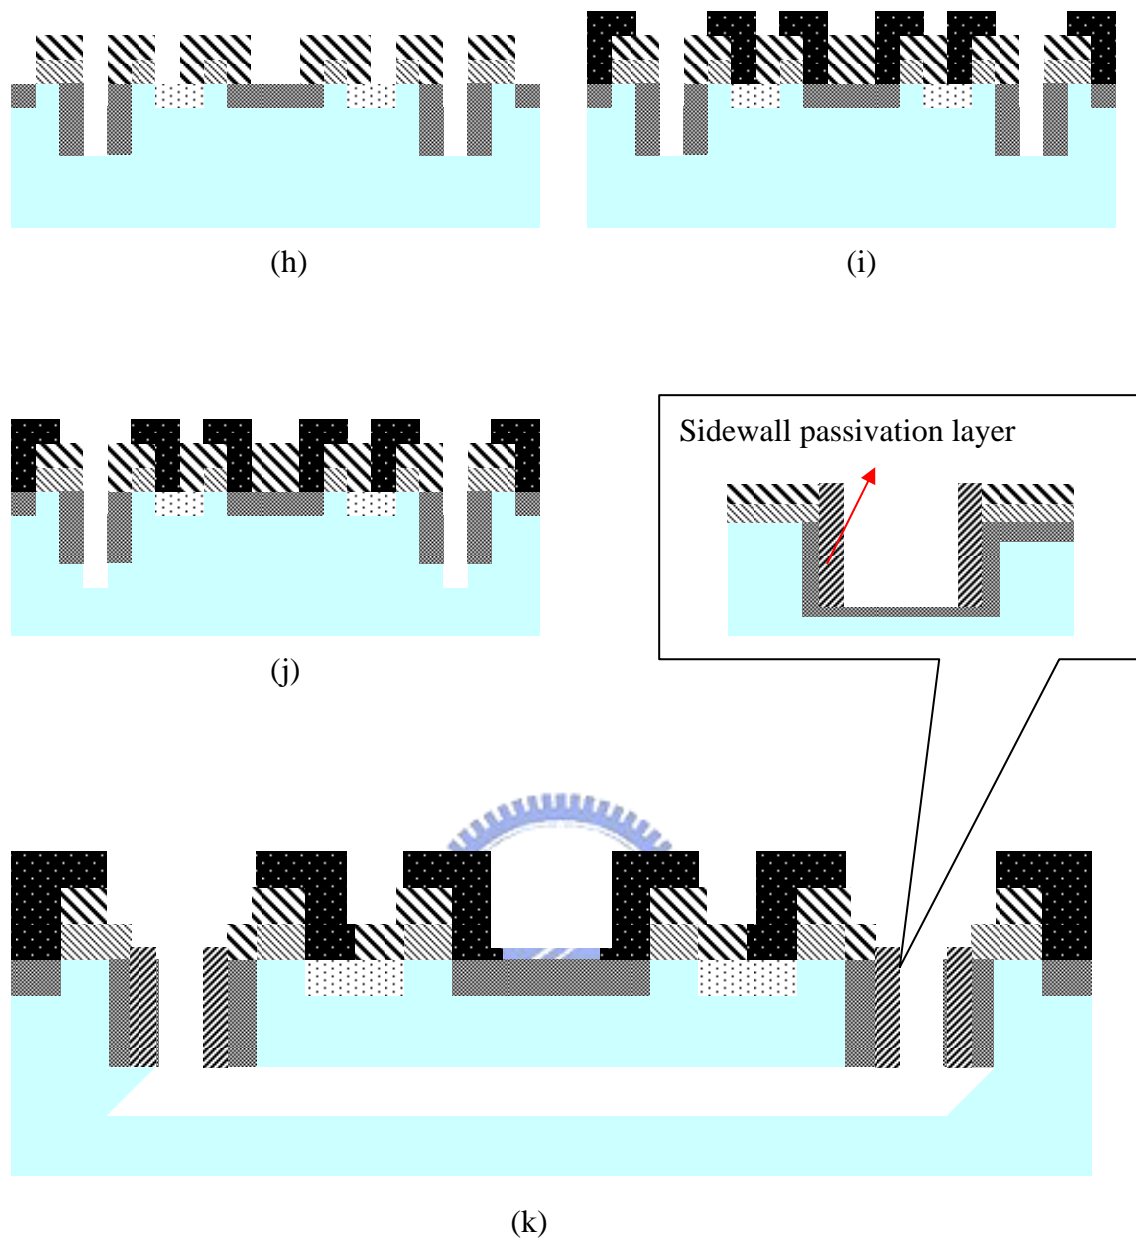 (h)
(i)
Sidewall passivation layer
(j)
(k)